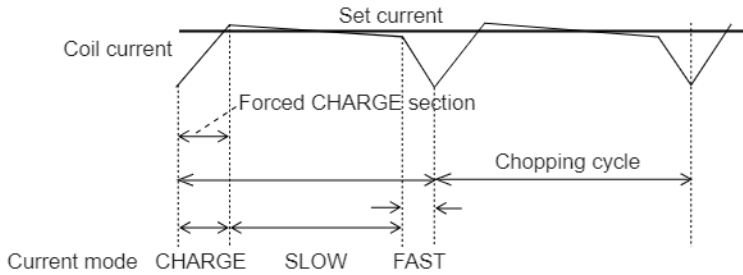 Set current
Coil current
Forced CHARGE section
Chopping cycle
Current mode CHARGE SLOW FAST